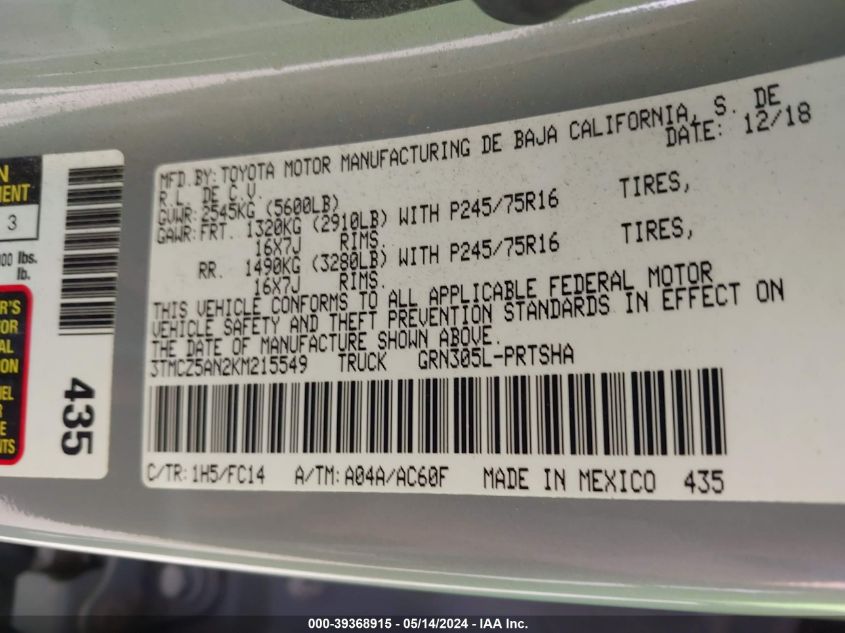 MFD.BY: TOYOTA MOTOR MANUFACTURING DE BAJA CALIFORNIA, S. DE
R.L. DE C.V. DATE: 12/18
GVWR: 2545KG (5600LB)
GAWR: FRT. 1320KG (2910LB) WITH P245/75R16 TIRES,
16X7J RIMS.
RR. 1490KG (3280LB) WITH P245/75R16 TIRES,
16X7J RIMS.
THIS VEHICLE CONFORMS TO ALL APPLICABLE FEDERAL MOTOR
VEHICLE SAFETY AND THEFT PREVENTION STANDARDS IN EFFECT ON
THE DATE OF MANUFACTURE SHOWN ABOVE.
3TMCZ5AN2KM215549 TRUCK GRN305L-PRTSHA
C/TR: 1H5/FC14 A/TM: A04A/AC60F MADE IN MEXICO 435
3
lbs.
lb.
435
000-39368915 - 05/14/2024 - IAA Inc.